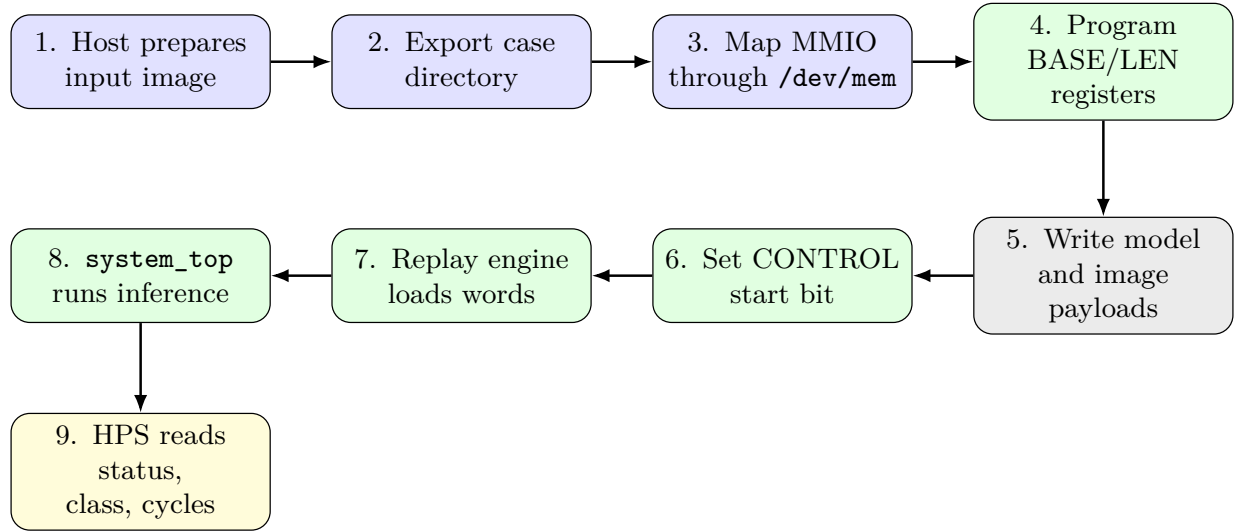 1. Host prepares
input image
2. Export case
directory
3. Map MMIO
through /dev/mem
4. Program
BASE/LEN
registers
5. Write model
and image
payloads
6. Set CONTROL
start bit
7. Replay engine
loads words
8. system_top
runs inference
9. HPS reads
status,
class, cycles